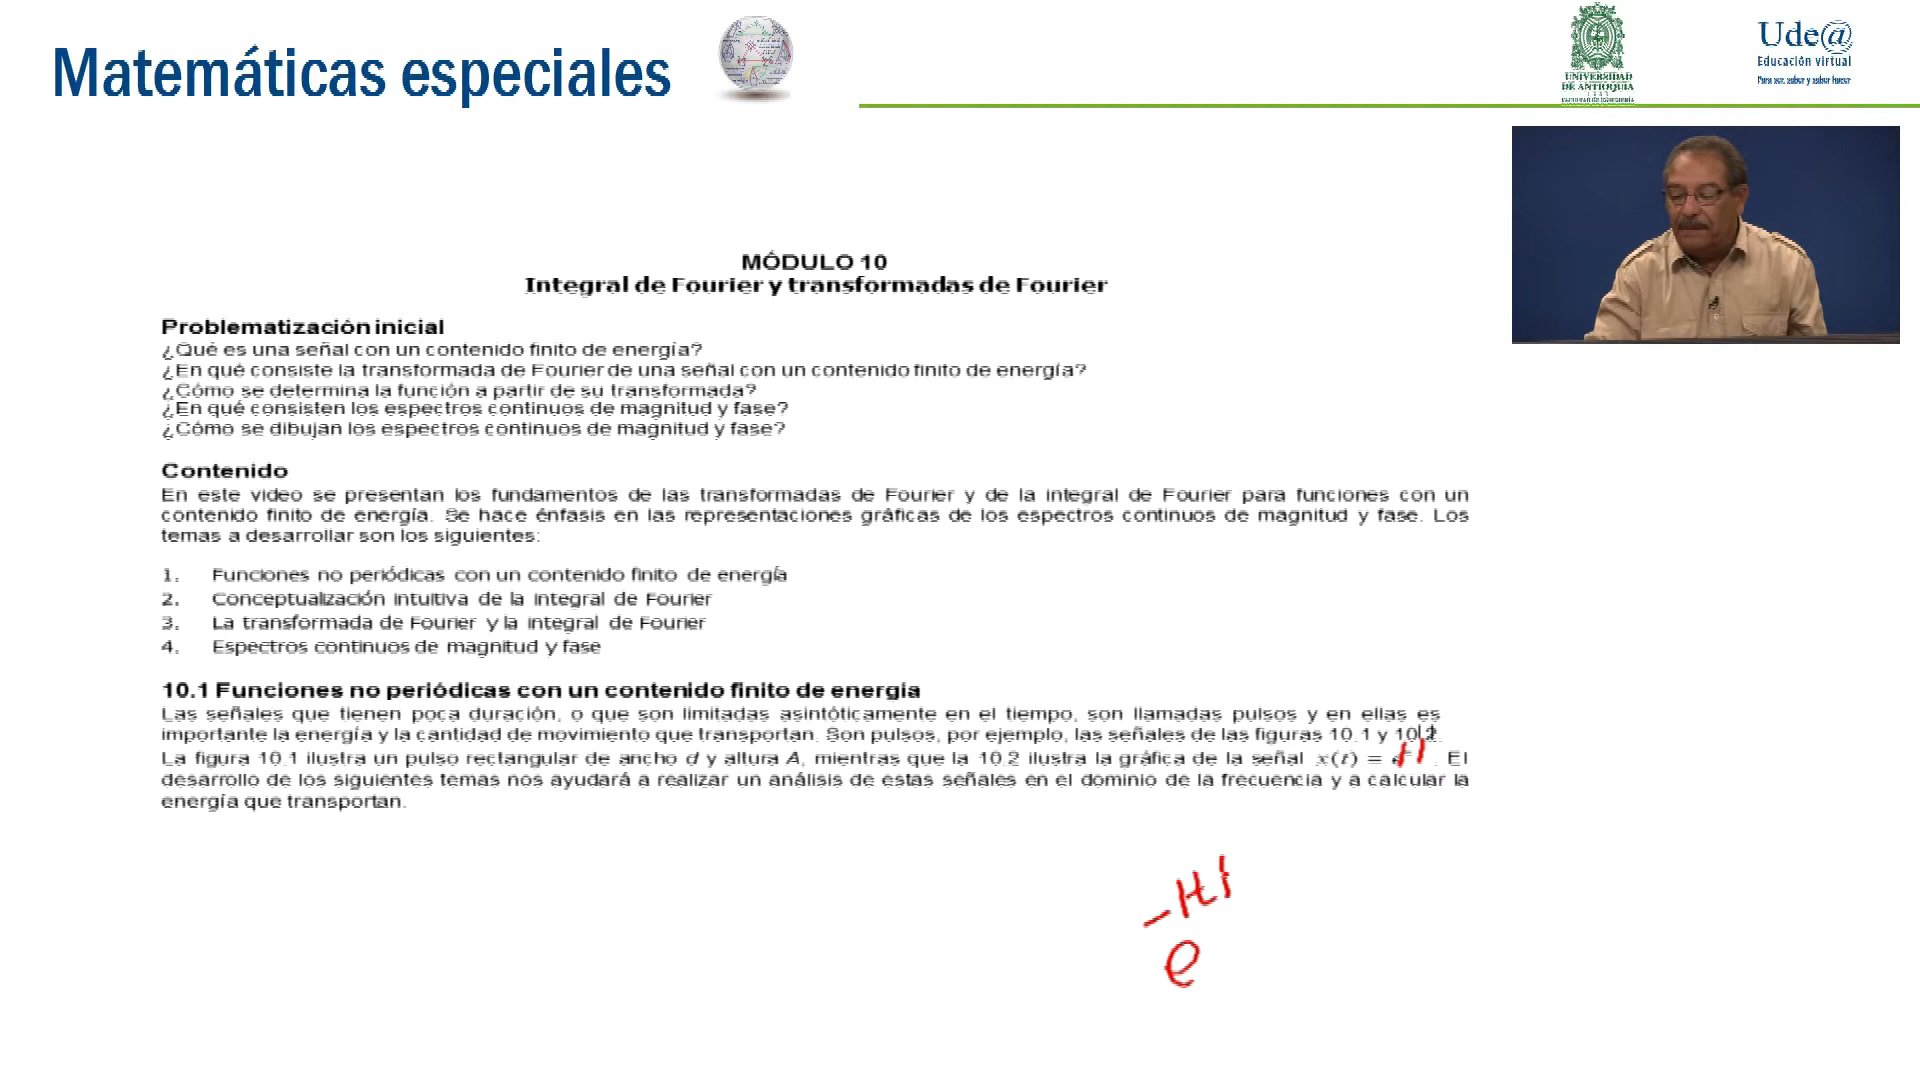 Matemáticas especiales
UNIVERSIDAD
DE ANTIOQUIA
1803
FACULTAD DE INGENIERÍA
Ude@
Educación virtual
Para ser, saber y saber hacer
MÓDULO 10
Integral de Fourier y transformadas de Fourier
Problematización inicial
¿Qué es una señal con un contenido finito de energía?
¿En qué consiste la transformada de Fourier de una señal con un contenido finito de energía?
¿Cómo se determina la función a partir de su transformada?
¿En qué consisten los espectros continuos de magnitud y fase?
¿Cómo se dibujan los espectros continuos de magnitud y fase?
Contenido
En este video se presentan los fundamentos de las transformadas de Fourier y de la integral de Fourier para funciones con un
contenido finito de energía. Se hace énfasis en las representaciones gráficas de los espectros continuos de magnitud y fase. Los
temas a desarrollar son los siguientes:
1. Funciones no periódicas con un contenido finito de energía
2. Conceptualización intuitiva de la integral de Fourier
3. La transformada de Fourier y la integral de Fourier
4. Espectros continuos de magnitud y fase
10.1 Funciones no periódicas con un contenido finito de energía
Las señales que tienen poca duración, o que son limitadas asintóticamente en el tiempo, son llamadas pulsos y en ellas es
importante la energía y la cantidad de movimiento que transportan. Son pulsos, por ejemplo, las señales de las figuras 10.1 y 10.2.
La figura 10.1 ilustra un pulso rectangular de ancho d y altura A, mientras que la 10.2 ilustra la gráfica de la señal x(t) = . El
desarrollo de los siguientes temas nos ayudará a realizar un análisis de estas señales en el dominio de la frecuencia y a calcular la
energía que transportan.
-|t|
e